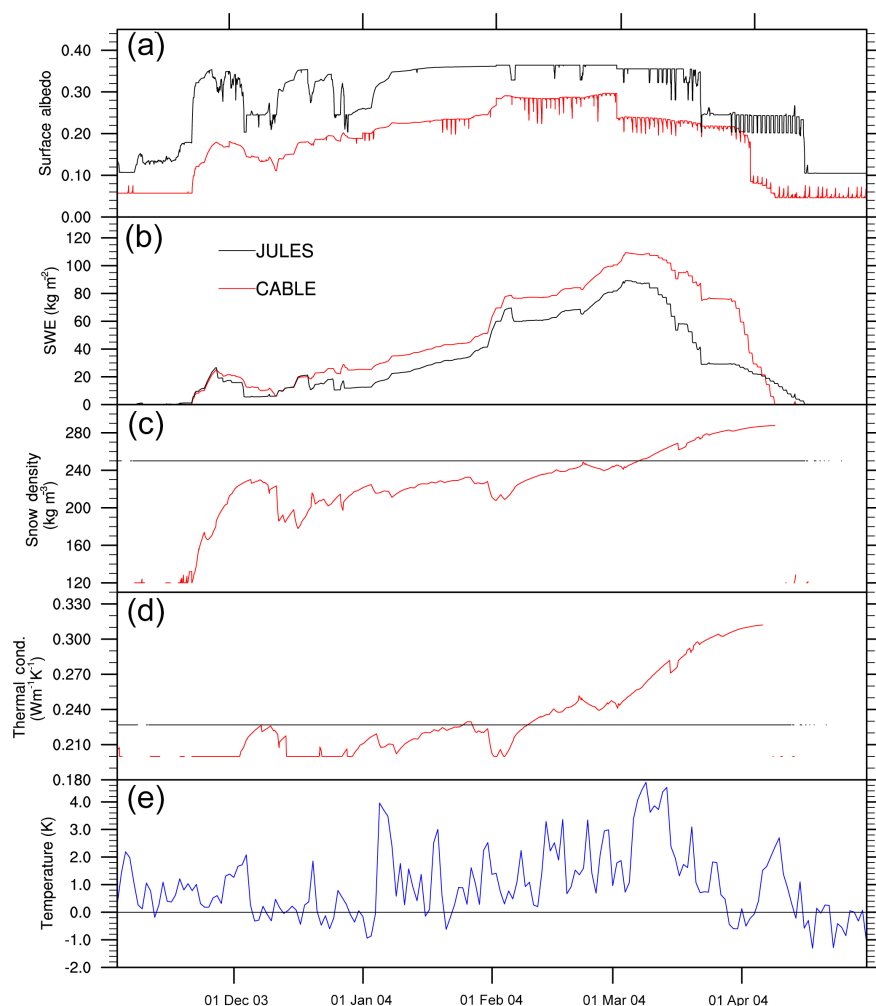 (a)
0.40
0.30
0.20
0.10
0.00
Surface albedo
(b)
JULES
CABLE
120
100
80
60
40
20
0
SWE (kg m-2)
(c)
280
240
200
160
120
Snow density
(kg m-3)
(d)
0.330
0.300
0.270
0.240
0.210
0.180
Thermal cond.
(Wm-1K-1)
(e)
4.0
3.0
2.0
1.0
0.0
-1.0
-2.0
Temperature (K)
01 Dec 03 01 Jan 04 01 Feb 04 01 Mar 04 01 Apr 04